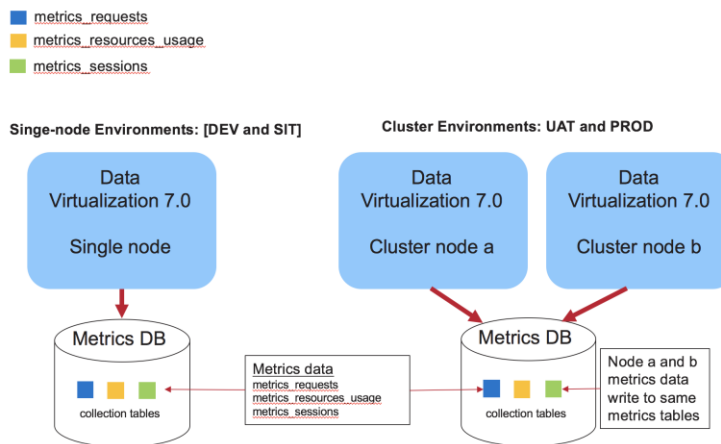 metrics_requests
metrics_resources_usage
metrics_sessions
Singe-node Environments: [DEV and SIT]
Cluster Environments: UAT and PROD
Data
Virtualization 7.0
Single node
Data
Virtualization 7.0
Cluster node a
Data
Virtualization 7.0
Cluster node b
Metrics DB
collection tables
Metrics data
metrics_requests
metrics_resources_usage
metrics_sessions
Metrics DB
collection tables
Node a and b
metrics data
write to same
metrics tables